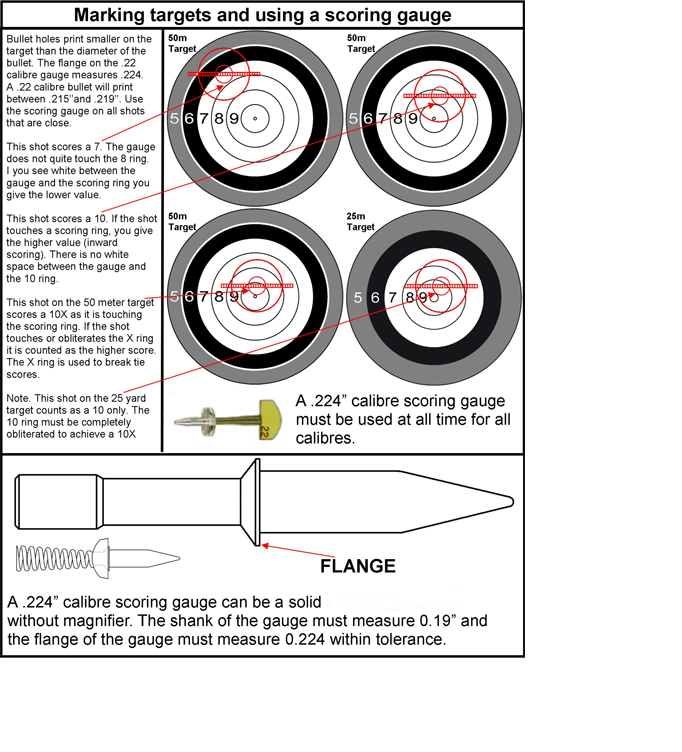 Marking targets and using a scoring gauge
Bullet holes print smaller on the
target than the diameter of the
bullet. The flange on the .22
calibre gauge measures .224.
A .22 calibre bullet will print
between .215”and .219”. Use
the scoring gauge on all shots
that are close.
This shot scores a 7. The gauge
does not quite touch the 8 ring.
I you see white between the
gauge and the scoring ring you
give the lower value.
This shot scores a 10. If the shot
touches a scoring ring, you give
the higher value (inward
scoring). There is no white
space between the gauge and
the 10 ring.
This shot on the 50 meter target
scores a 10X as it is touching
the scoring ring. If the shot
touches or obliterates the X ring
it is counted as the higher score.
The X ring is used to break tie
scores.
Note. This shot on the 25 yard
target counts as a 10 only. The
10 ring must be completely
obliterated to achieve a 10X
50m
Target
5 6 7 8 9
50m
Target
5 6 7 8 9
50m
Target
5 6 7 8 9
25m
Target
5 6 7 8 9
22
A .224” calibre scoring gauge
must be used at all time for all
calibres.
FLANGE
A .224” calibre scoring gauge can be a solid
without magnifier. The shank of the gauge must measure 0.19” and
the flange of the gauge must measure 0.224 within tolerance.